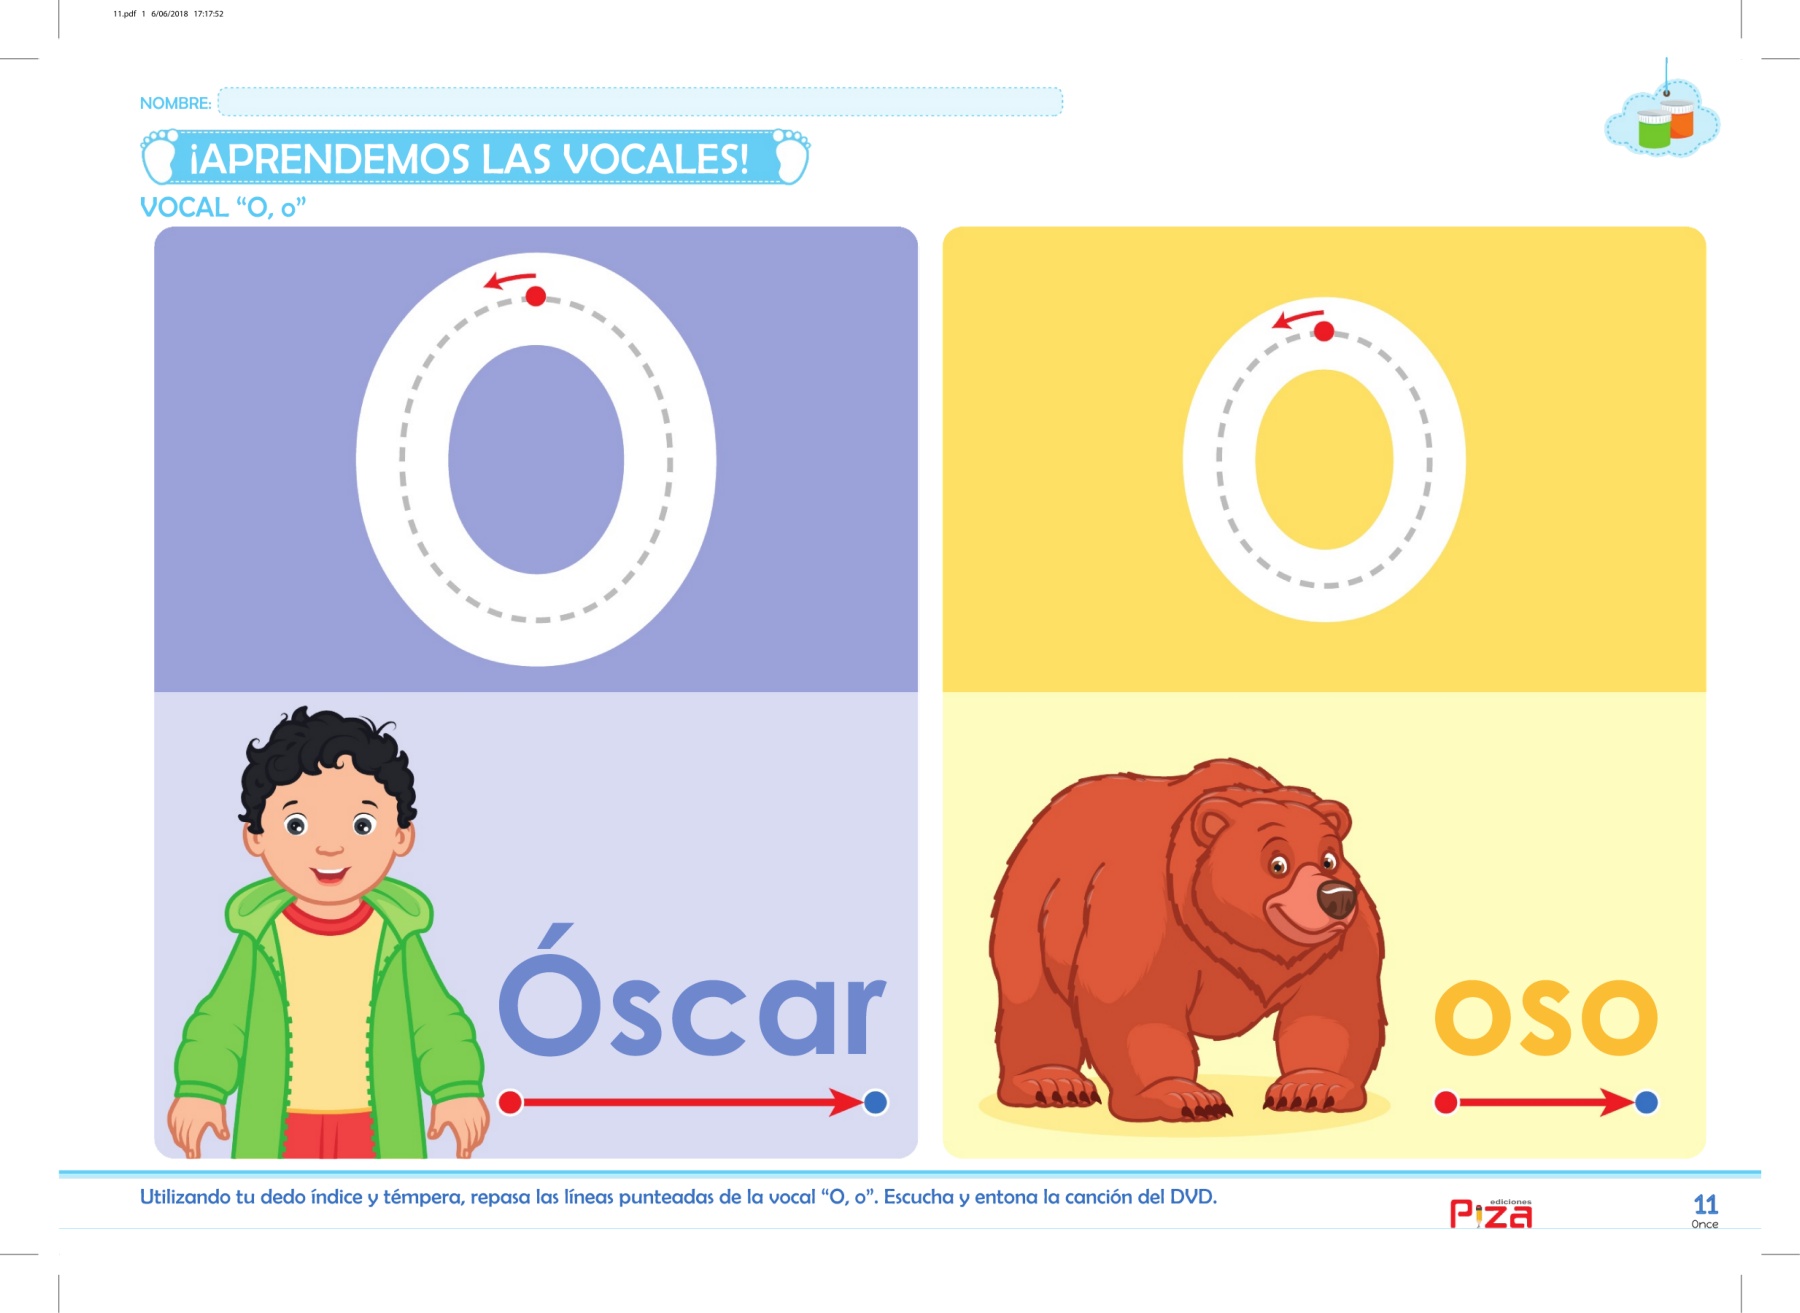 11.pdf 1 6/06/2018 17:17:52
NOMBRE:
¡APRENDEMOS LAS VOCALES!
VOCAL “O, o”
O
o
Óscar
oso
Utilizando tu dedo índice y témpera, repasa las líneas punteadas de la vocal “O, o”. Escucha y entona la canción del DVD.
ediciones
Piza
11
Once